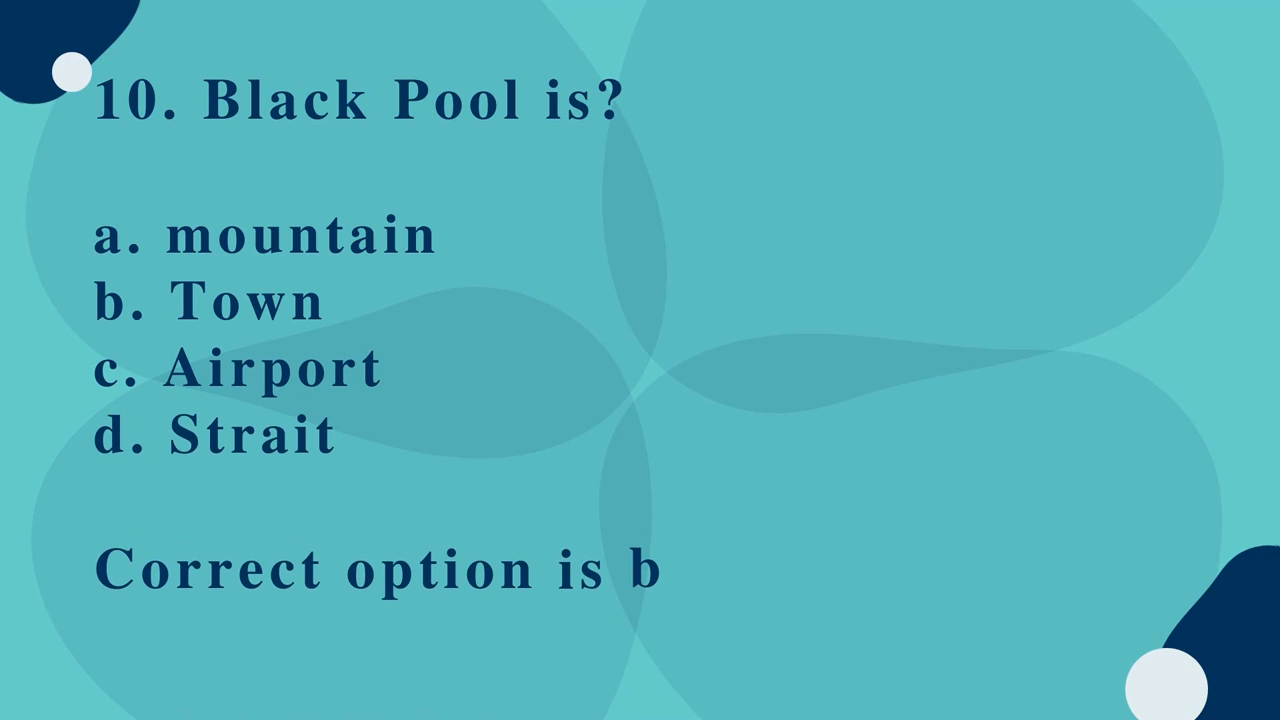 10. Black Pool is?
a. mountain
b. Town
c. Airport
d. Strait
Correct option is b